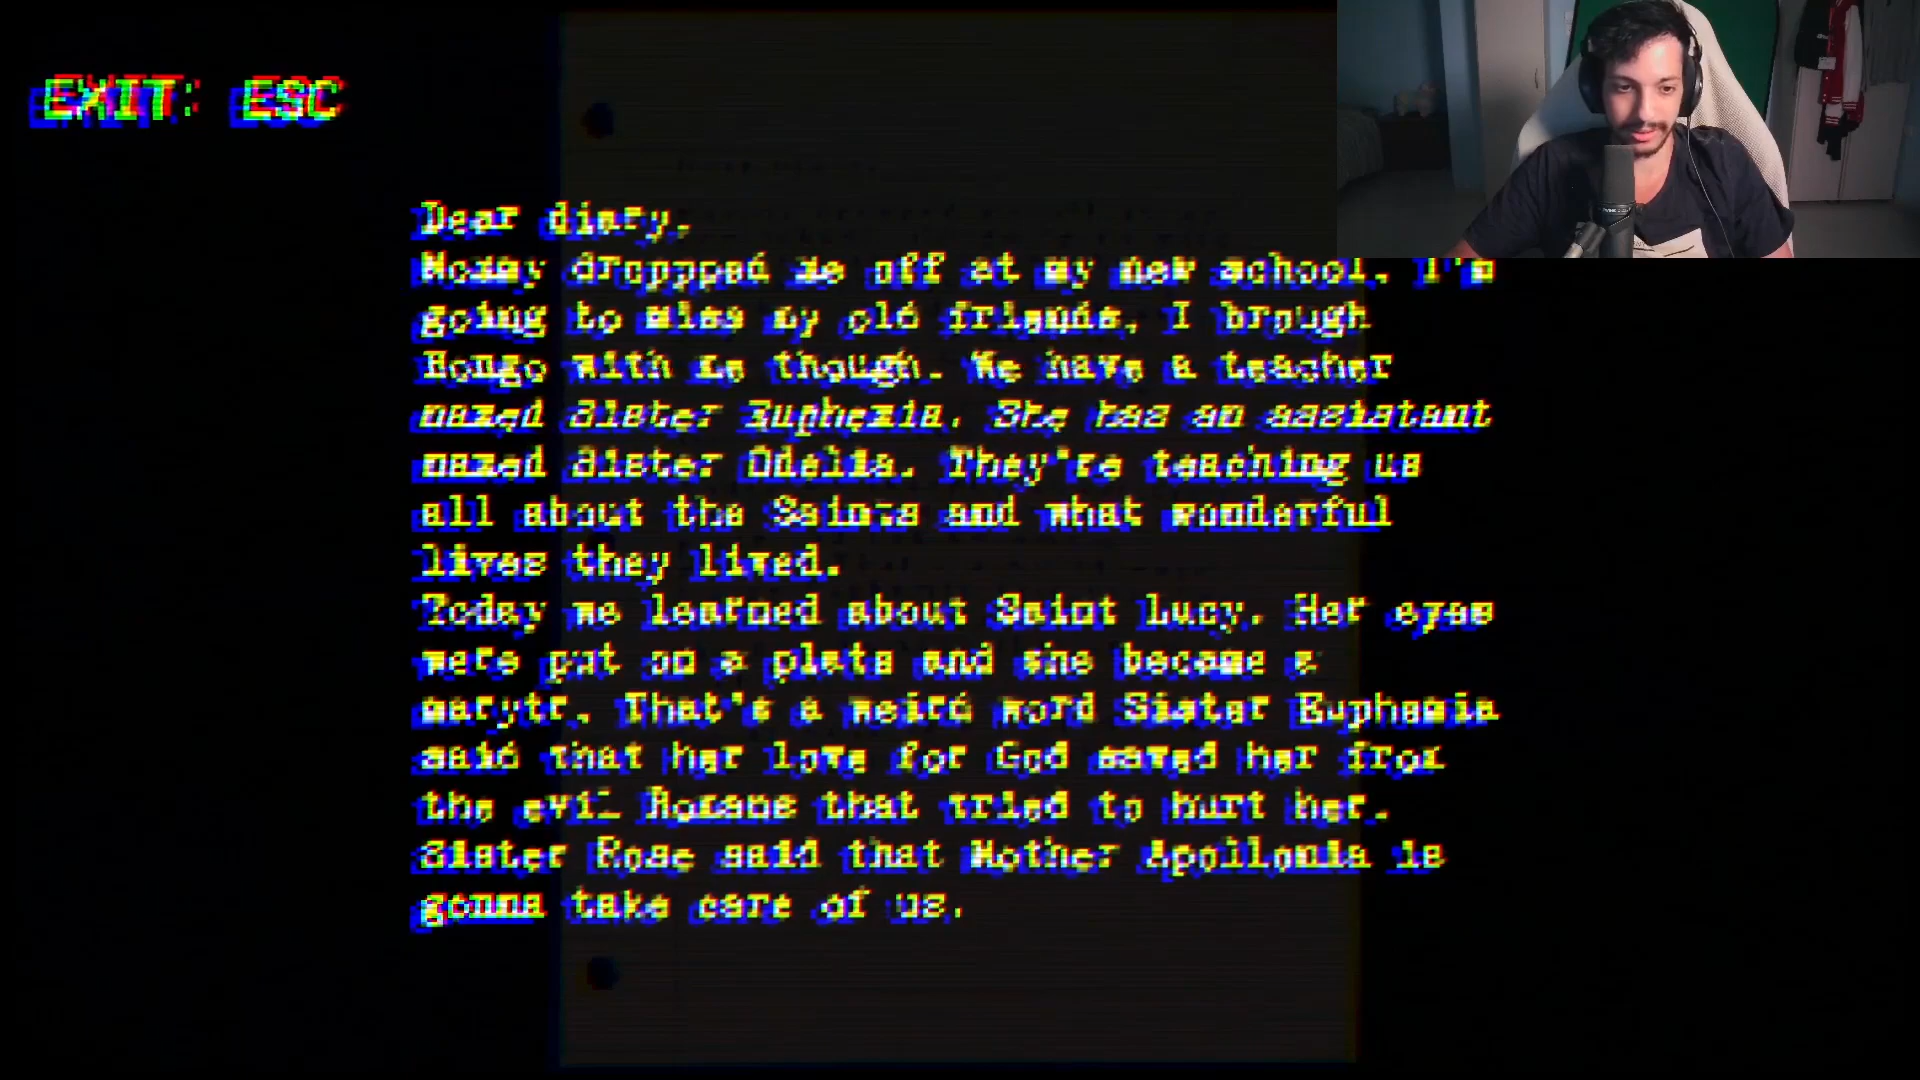 EXIT: ESC
Dear diary,
Mommy droppped me off at my new school. I'm
going to miss my old friends. I brough
Bongo with me though. We have a teacher
named Sister Euphemia. She has an assistant
named Sister Odelia. They're teaching us
all about the Saints and what wonderful
lives they lived.
Today we learned about Saint Lucy. Her eyes
were put on a plate and she became a
marytr. That's a weird word Sister Euphemia
said that her love for God saved her from
the evil Romans that tried to hurt her.
Sister Rose said that Mother Apollonia is
gonna take care of us.